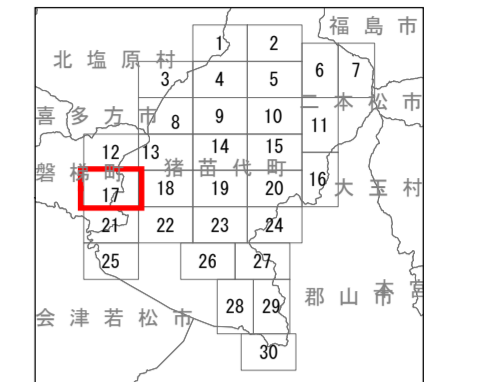 福島市
1 2
北塩原村
3 4 5 6 7
二本松市
喜多方市
8 9 10 11
12 13 14 15
磐梯町
猪苗代町
17 18 19 20 16
大玉村
21 22 23 24
25 26 27
郡山市
本宮
28 29
会津若松市
30